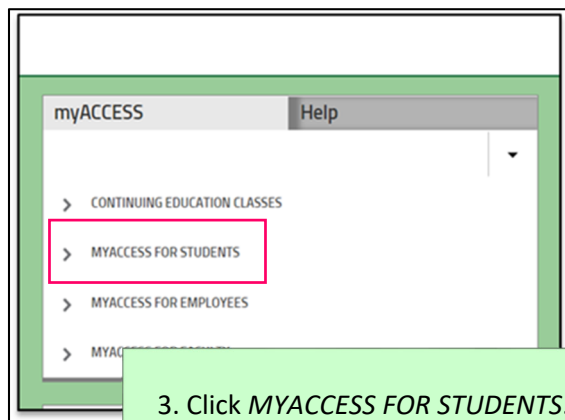 myACCESS
Help
CONTINUING EDUCATION CLASSES
MYACCESS FOR STUDENTS
MYACCESS FOR EMPLOYEES
3. Click MYACCESS FOR STUDENTS.